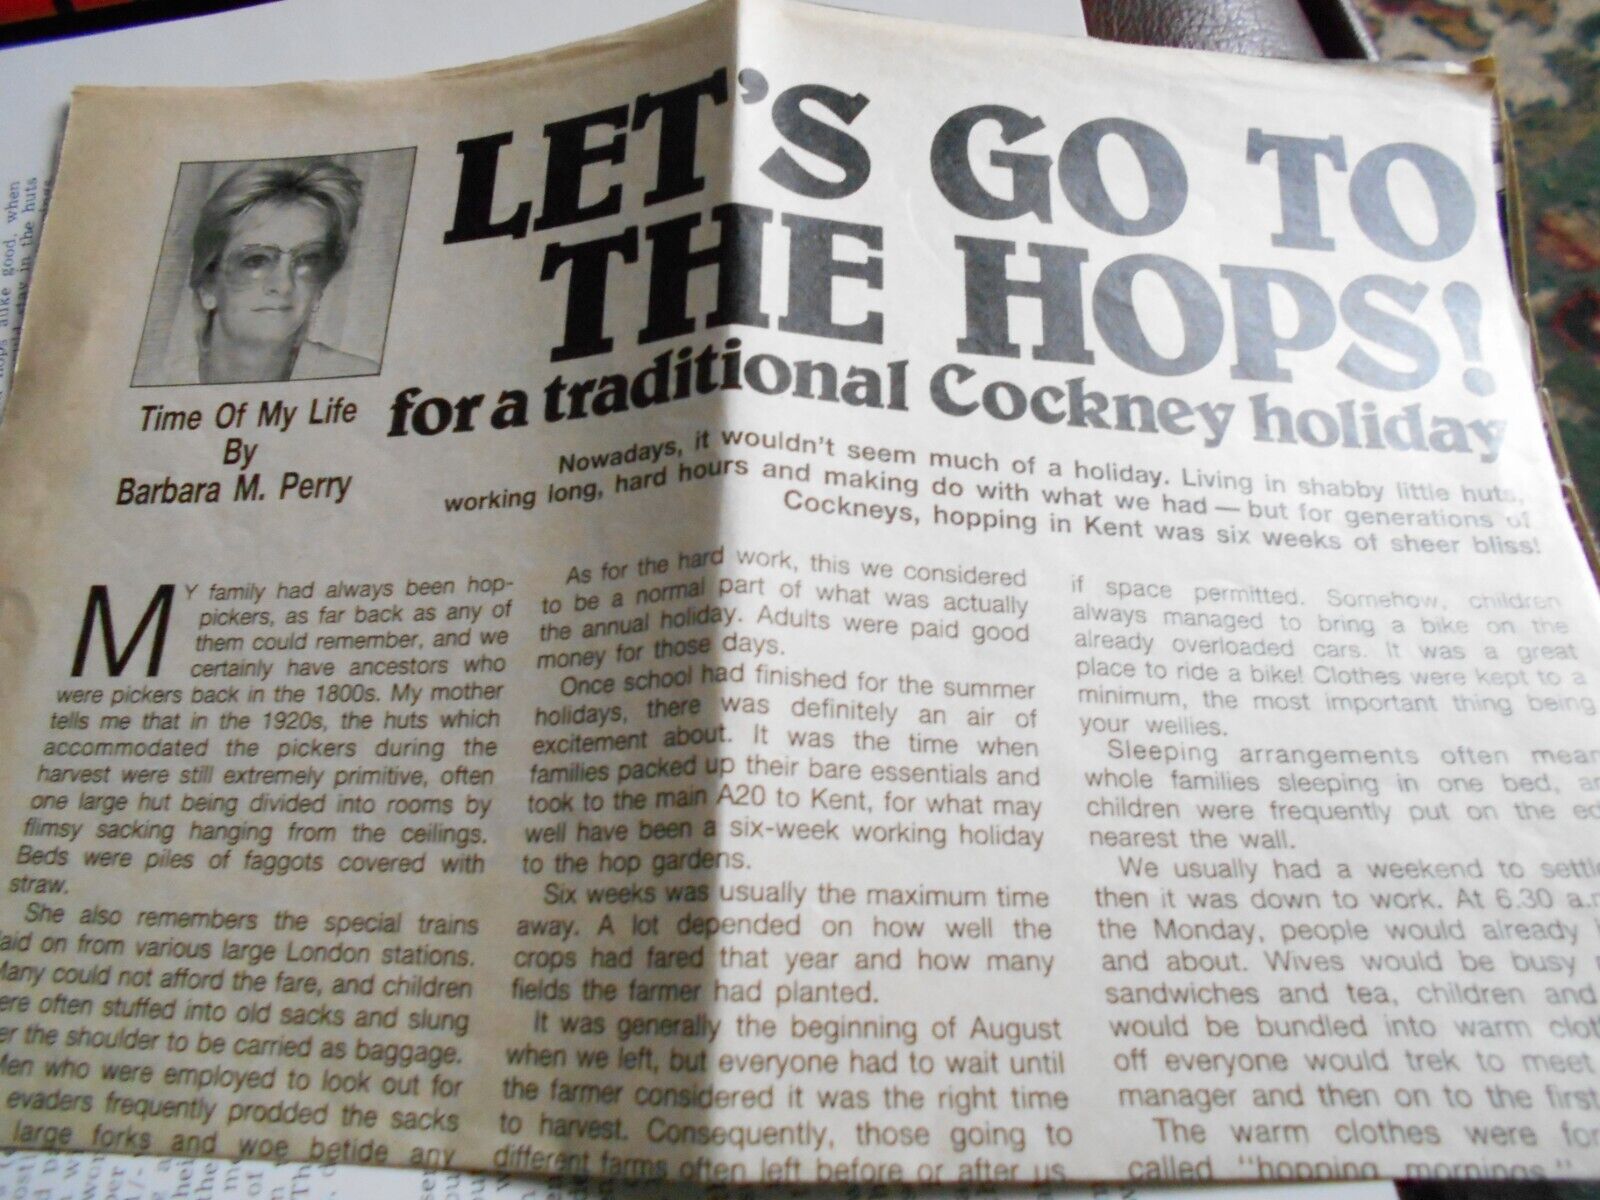 LET'S GO TO
THE HOPS!
for a traditional Cockney holiday
Time Of My Life
By
Barbara M. Perry
Nowadays, it wouldn't seem much of a holiday. Living in shabby little huts,
working long, hard hours and making do with what we had — but for generations of
Cockneys, hopping in Kent was six weeks of sheer bliss!
MY family had always been hop-
pickers, as far back as any of
them could remember, and we
certainly have ancestors who
were pickers back in the 1800s. My mother
tells me that in the 1920s, the huts which
accommodated the pickers during the
harvest were still extremely primitive, often
one large hut being divided into rooms by
flimsy sacking hanging from the ceilings.
Beds were piles of faggots covered with
straw.
She also remembers the special trains
laid on from various large London stations.
Many could not afford the fare, and children
were often stuffed into old sacks and slung
over the shoulder to be carried as baggage.
Men who were employed to look out for
evaders frequently prodded the sacks
large forks and woe betide any
As for the hard work, this we considered
to be a normal part of what was actually
the annual holiday. Adults were paid good
money for those days.
Once school had finished for the summer
holidays, there was definitely an air of
excitement about. It was the time when
families packed up their bare essentials and
took to the main A20 to Kent, for what may
well have been a six-week working holiday
to the hop gardens.
Six weeks was usually the maximum time
away. A lot depended on how well the
crops had fared that year and how many
fields the farmer had planted.
It was generally the beginning of August
when we left, but everyone had to wait until
the farmer considered it was the right time
to harvest. Consequently, those going to
different farms often left before or after us
if space permitted. Somehow, children
always managed to bring a bike on the
already overloaded cars. It was a great
place to ride a bike! Clothes were kept to a
minimum, the most important thing being
your wellies.
Sleeping arrangements often mean
whole families sleeping in one bed, a
children were frequently put on the ed
nearest the wall.
We usually had a weekend to settle
then it was down to work. At 6.30 a.m
the Monday, people would already
and about. Wives would be busy
sandwiches and tea, children and
would be bundled into warm clot
off everyone would trek to meet
manager and then on to the first
The warm clothes were for
called "hopping mornings"
hops alike good, when
stay in the huts